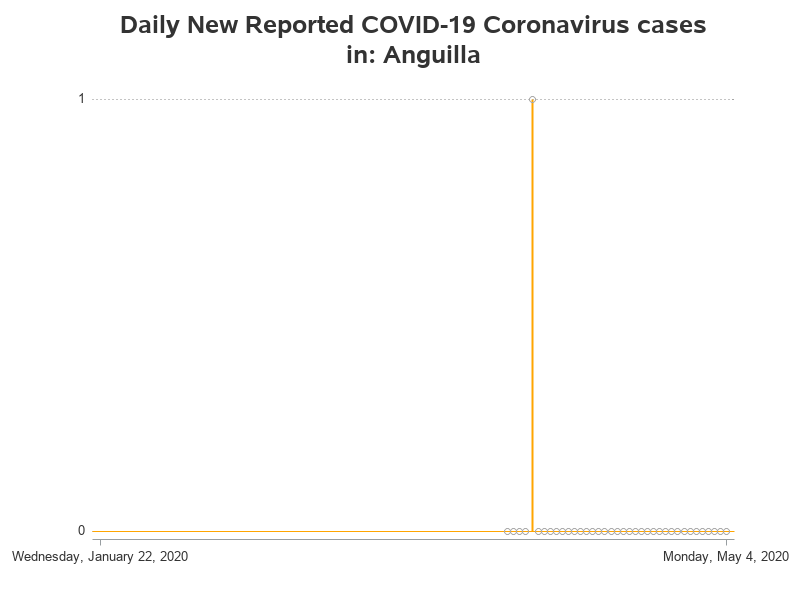 Daily New Reported COVID-19 Coronavirus cases
in: Anguilla
1
0
Wednesday, January 22, 2020
Monday, May 4, 2020